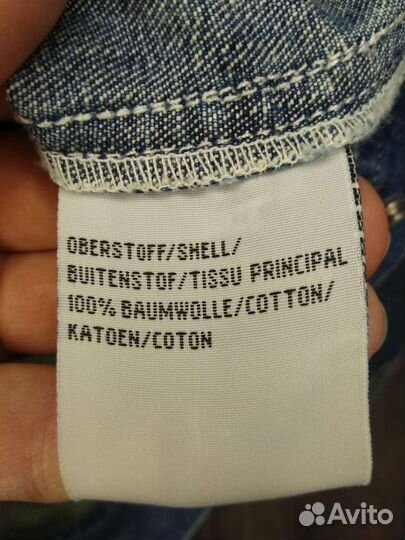 OBERSTOFF/SHELL/
BUITENSTOF/TISSU PRINCIPAL
100% BAUMWOLLE/COTTON/
KATOEN/COTON
Avito